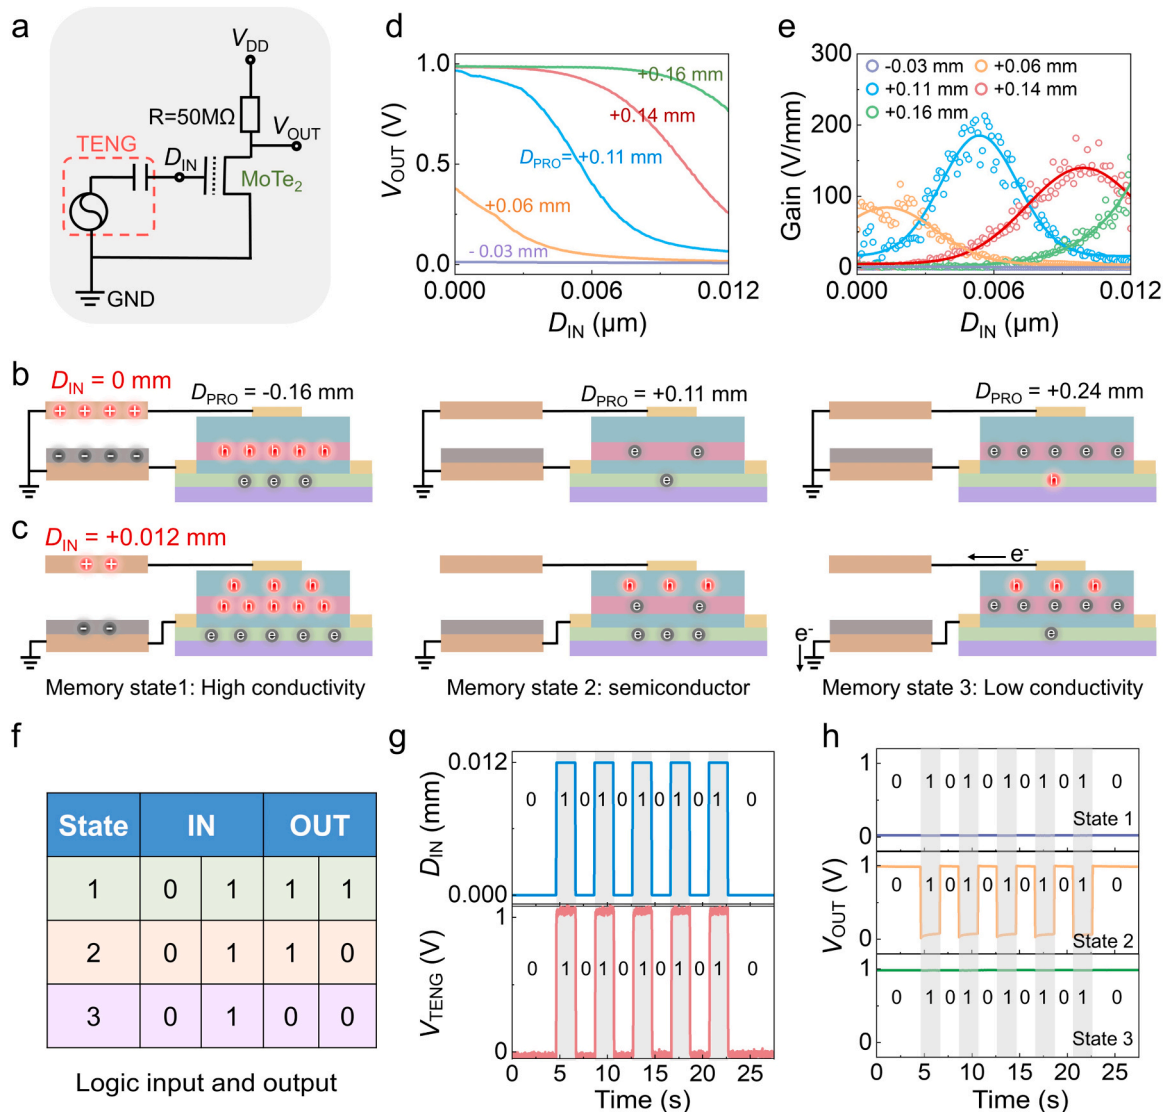 a
V_DD
R=50MΩ
V_OUT
TENG
D_IN
MoTe₂
GND
d
V_OUT (V)
1.0
0.5
0.0
+0.16 mm
+0.14 mm
D_PRO = +0.11 mm
+0.06 mm
- 0.03 mm
0.000 0.006 0.012
D_IN (µm)
e
Gain (V/mm)
300
200
100
0
-0.03 mm +0.06 mm
+0.11 mm +0.14 mm
+0.16 mm
0.000 0.006 0.012
D_IN (µm)
b
D_IN = 0 mm
D_PRO = -0.16 mm
D_PRO = +0.11 mm
D_PRO = +0.24 mm
+ + + +
- - - -
h h h h h
e e e
e e
e
e e e e e
h
c
D_IN = +0.012 mm
+ +
- -
h h h
h h h h h
e e e e e
h h h
e e
e e e
e⁻
h h h
e e e e e
e
e⁻
Memory state1: High conductivity
Memory state 2: semiconductor
Memory state 3: Low conductivity
f
State IN OUT
1 0 1 1 1
2 0 1 1 0
3 0 1 0 0
Logic input and output
g
D_IN (mm)
0.012
0.000
0 1 0 1 0 1 0 1 0 1 0
V_TENG (V)
1
0
0 1 0 1 0 1 0 1 0 1 0
0 5 10 15 20 25
Time (s)
h
V_OUT (V)
1
0
0 1 0 1 0 1 0 1 0 1 0
State 1
1
0
0 1 0 1 0 1 0 1 0 1 0
State 2
1
0
0 1 0 1 0 1 0 1 0 1 0
State 3
0 5 10 15 20 25
Time (s)